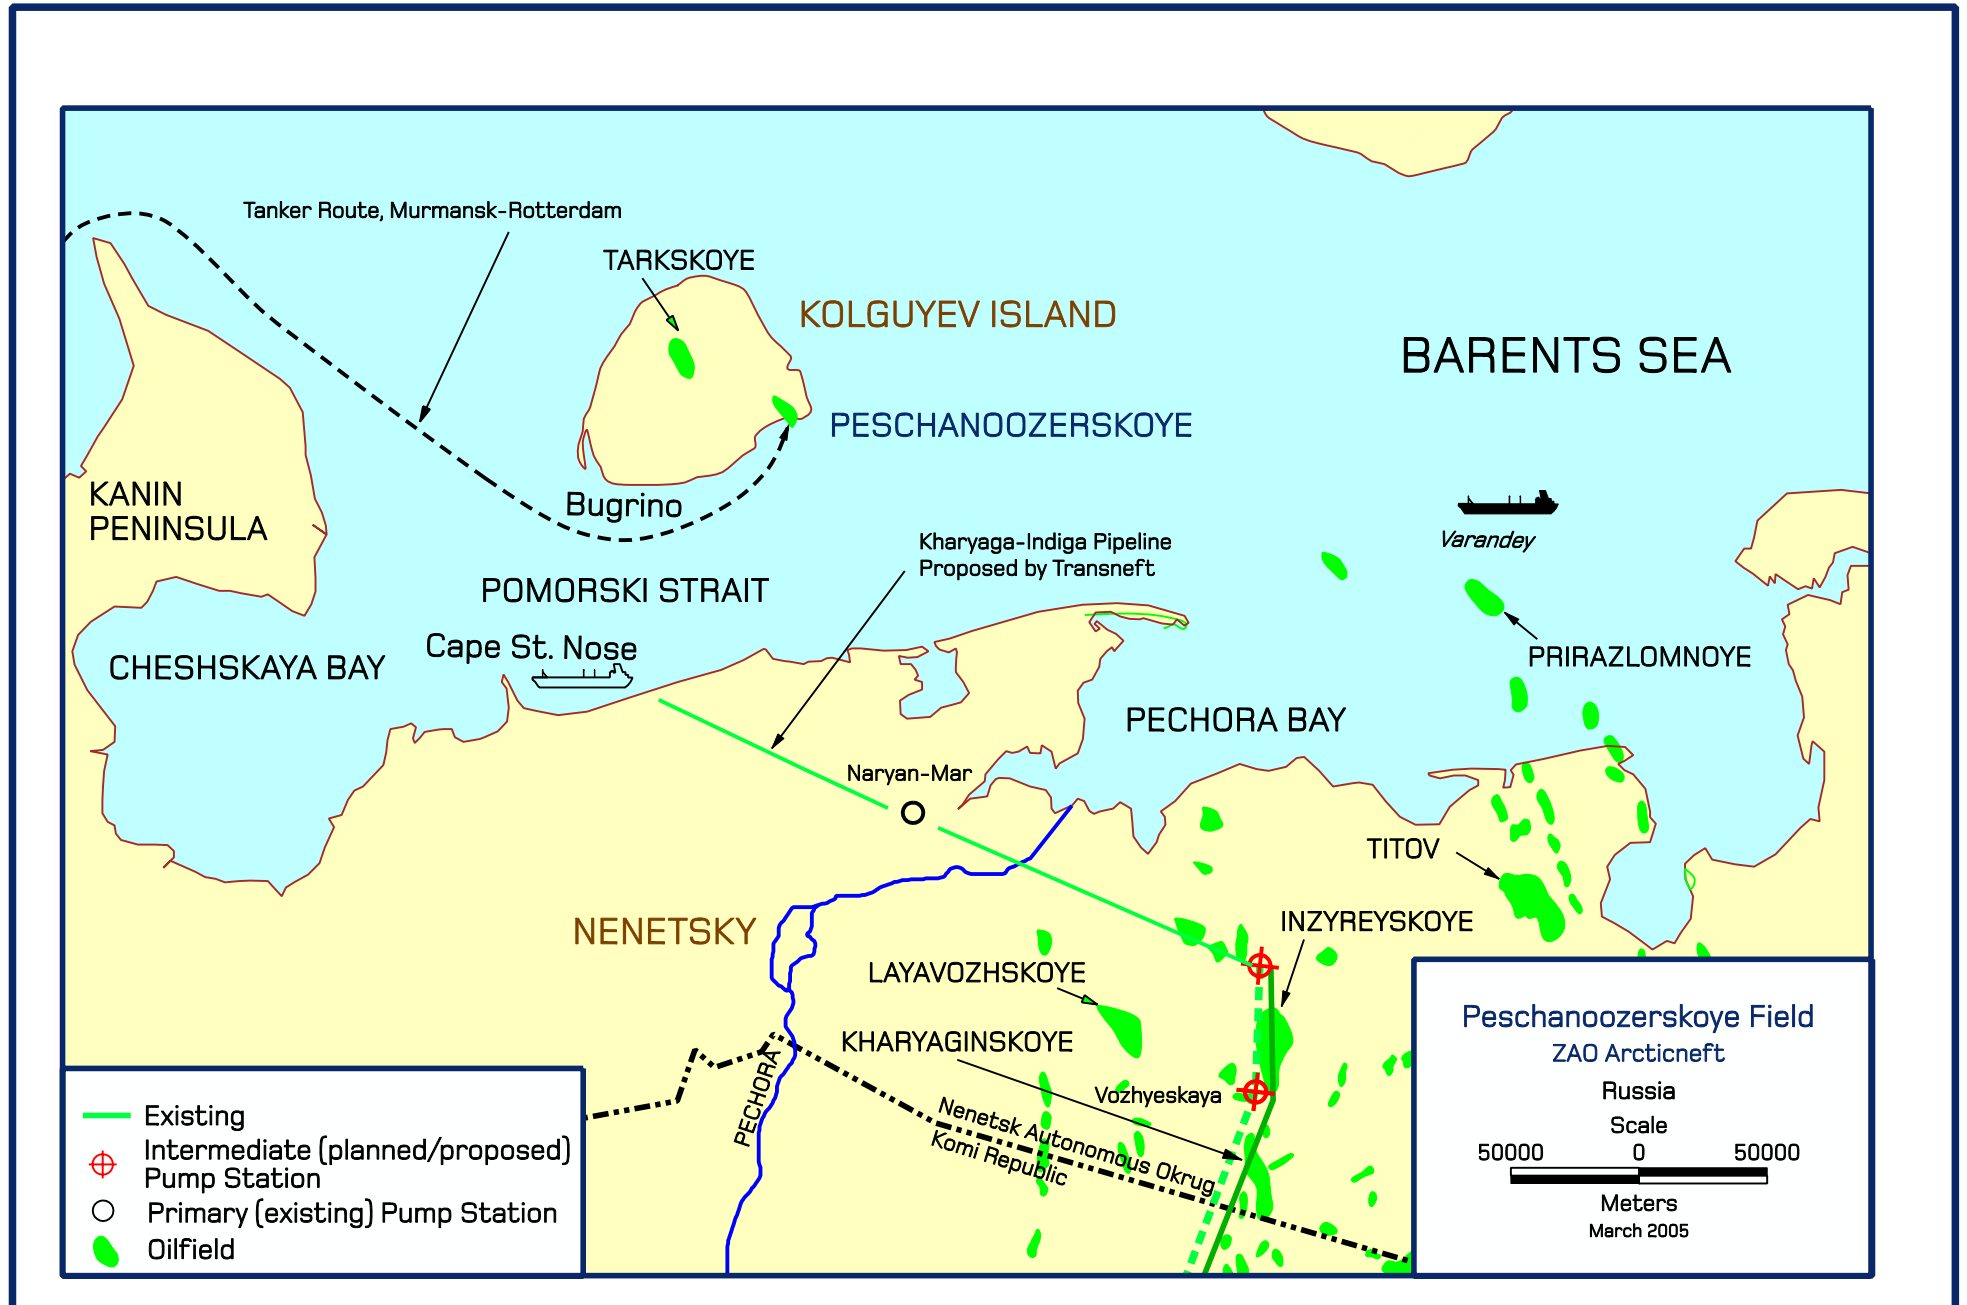 Tanker Route, Murmansk-Rotterdam
TARKSKOYE
KOLGUYEV ISLAND
BARENTS SEA
PESCHANOOZERSKOYE
KANIN
PENINSULA
Bugrino
Varandey
Kharyaga-Indiga Pipeline
Proposed by Transneft
POMORSKI STRAIT
Cape St. Nose
CHESHSKAYA BAY
PRIRAZLOMNOYE
PECHORA BAY
Naryan-Mar
TITOV
NENETSKY
INZYREYSKOYE
LAYAVOZHSKOYE
KHARYAGINSKOYE
Vozhyeskaya
PECHORA
Nenetsk Autonomous Okrug
Komi Republic
Existing
Intermediate (planned/proposed)
Pump Station
Primary (existing) Pump Station
Oilfield
Peschanoozerskoye Field
ZAO Arcticneft
Russia
Scale
50000 0 50000
Meters
March 2005